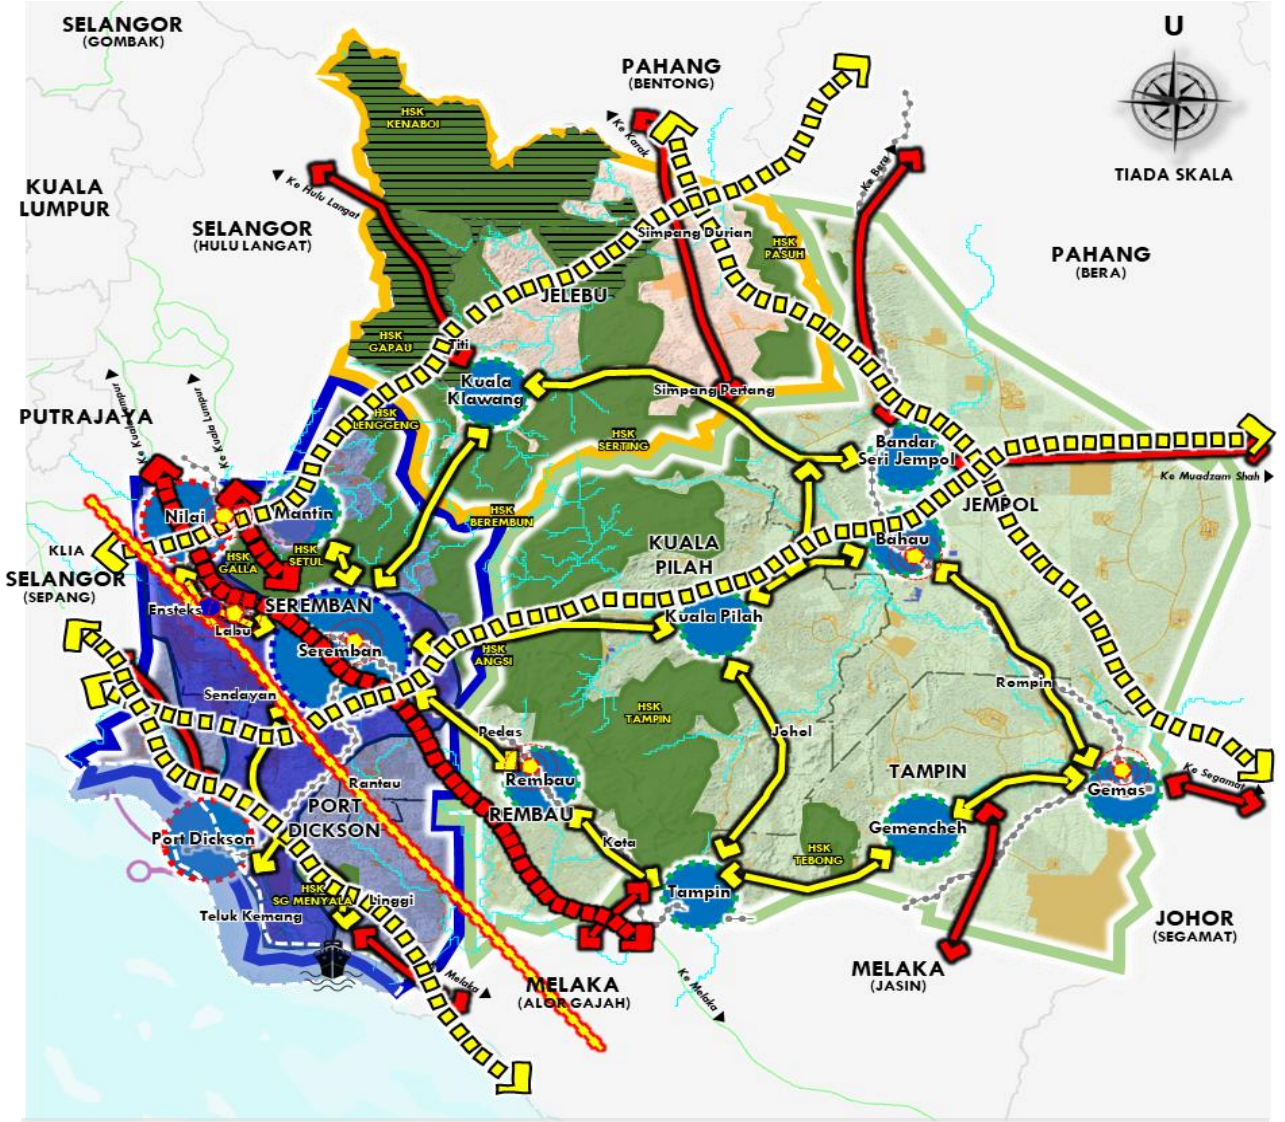 SELANGOR
(GOMBAK)
U
PAHANG
(BENTONG)
HSK
KENABOI
Ke Karak
Ke Bera
TIADA SKALA
KUALA
LUMPUR
Ke Hulu Langat
SELANGOR
(HULU LANGAT)
Simpang Durian
HSK
PASUH
PAHANG
(BERA)
JELEBU
HSK
GAPAU
Titi
Kuala
Klawang
Simpang Pertang
PUTRAJAYA
Ke Kuala Lumpur
Ke Kuala Lumpur
HSK
LENGGENG
HSK
SERTING
Bandar
Seri Jempol
Ke Muadzam Shah
JEMPOL
Nilai
Mantin
HSK
BEREMBUN
KLIA
HSK
GALLA
HSK
SETUL
KUALA
PILAH
Bahau
SELANGOR
(SEPANG)
Ensteks
Labu
SEREMBAN
Seremban
Kuala Pilah
HSK
ANGSI
Sendayan
HSK
TAMPIN
Rompin
Pedas
Johol
Rantau
Rembau
TAMPIN
Ke Segamat
Gemas
PORT
DICKSON
REMBAU
Port Dickson
Kota
Gemencheh
HSK
TEBONG
HSK
SG MENYALA
Linggi
Tampin
Teluk Kemang
JOHOR
(SEGAMAT)
MELAKA
(JASIN)
Melaka
MELAKA
(ALOR GAJAH)
Ke Melaka